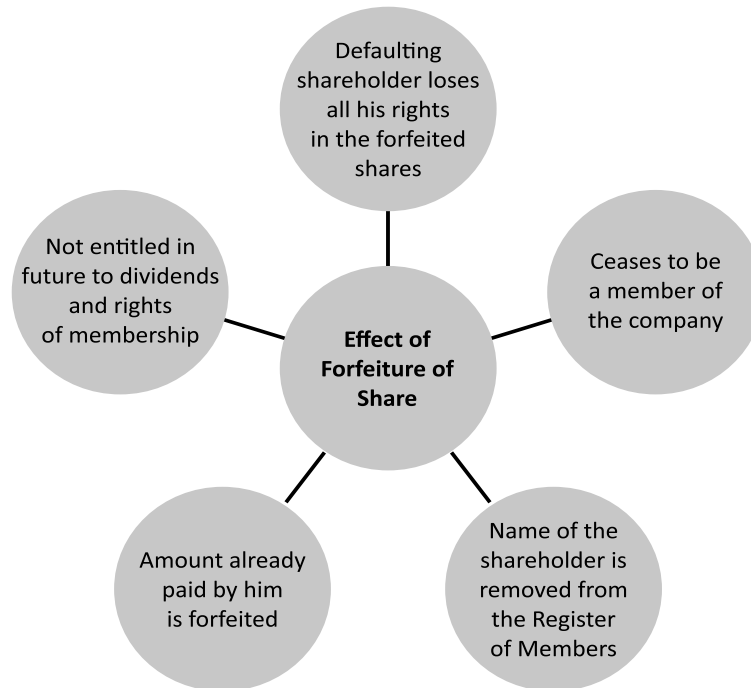 Defaulting
shareholder loses
all his rights
in the forfeited
shares
Not entitled in
future to dividends
and rights
of membership
Ceases to be
a member of
the company
Effect of
Forfeiture of
Share
Amount already
paid by him
is forfeited
Name of the
shareholder is
removed from
the Register
of Members